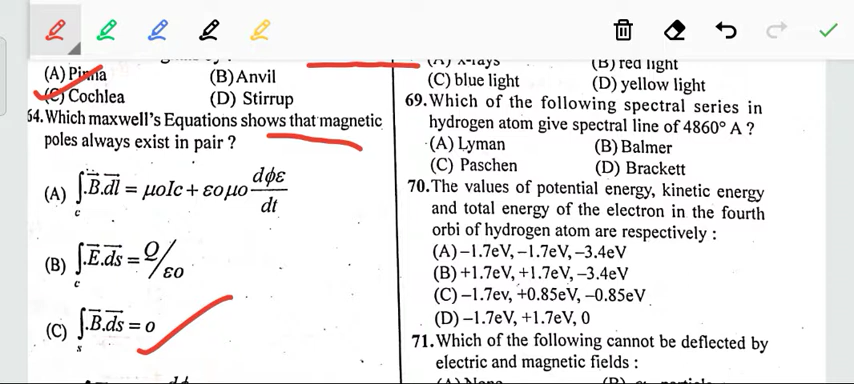 (A) Pinna (B) Anvil
(C) Cochlea (D) Stirrup
64. Which maxwell's Equations shows that magnetic
poles always exist in pair ?
(A) ∫c .B⃗.dl⃗ = μoIc + εoμo dϕε/dt
(B) ∫c .E⃗.ds⃗ = Q/εo
(C) ∫s .B⃗.ds⃗ = o
(A) x-rays (B) red light
(C) blue light (D) yellow light
69. Which of the following spectral series in
hydrogen atom give spectral line of 4860° A ?
(A) Lyman (B) Balmer
(C) Paschen (D) Brackett
70. The values of potential energy, kinetic energy
and total energy of the electron in the fourth
orbi of hydrogen atom are respectively :
(A) –1.7eV, –1.7eV, –3.4eV
(B) +1.7eV, +1.7eV, –3.4eV
(C) –1.7ev, +0.85eV, –0.85eV
(D) –1.7eV, +1.7eV, 0
71. Which of the following cannot be deflected by
electric and magnetic fields :
(A) None